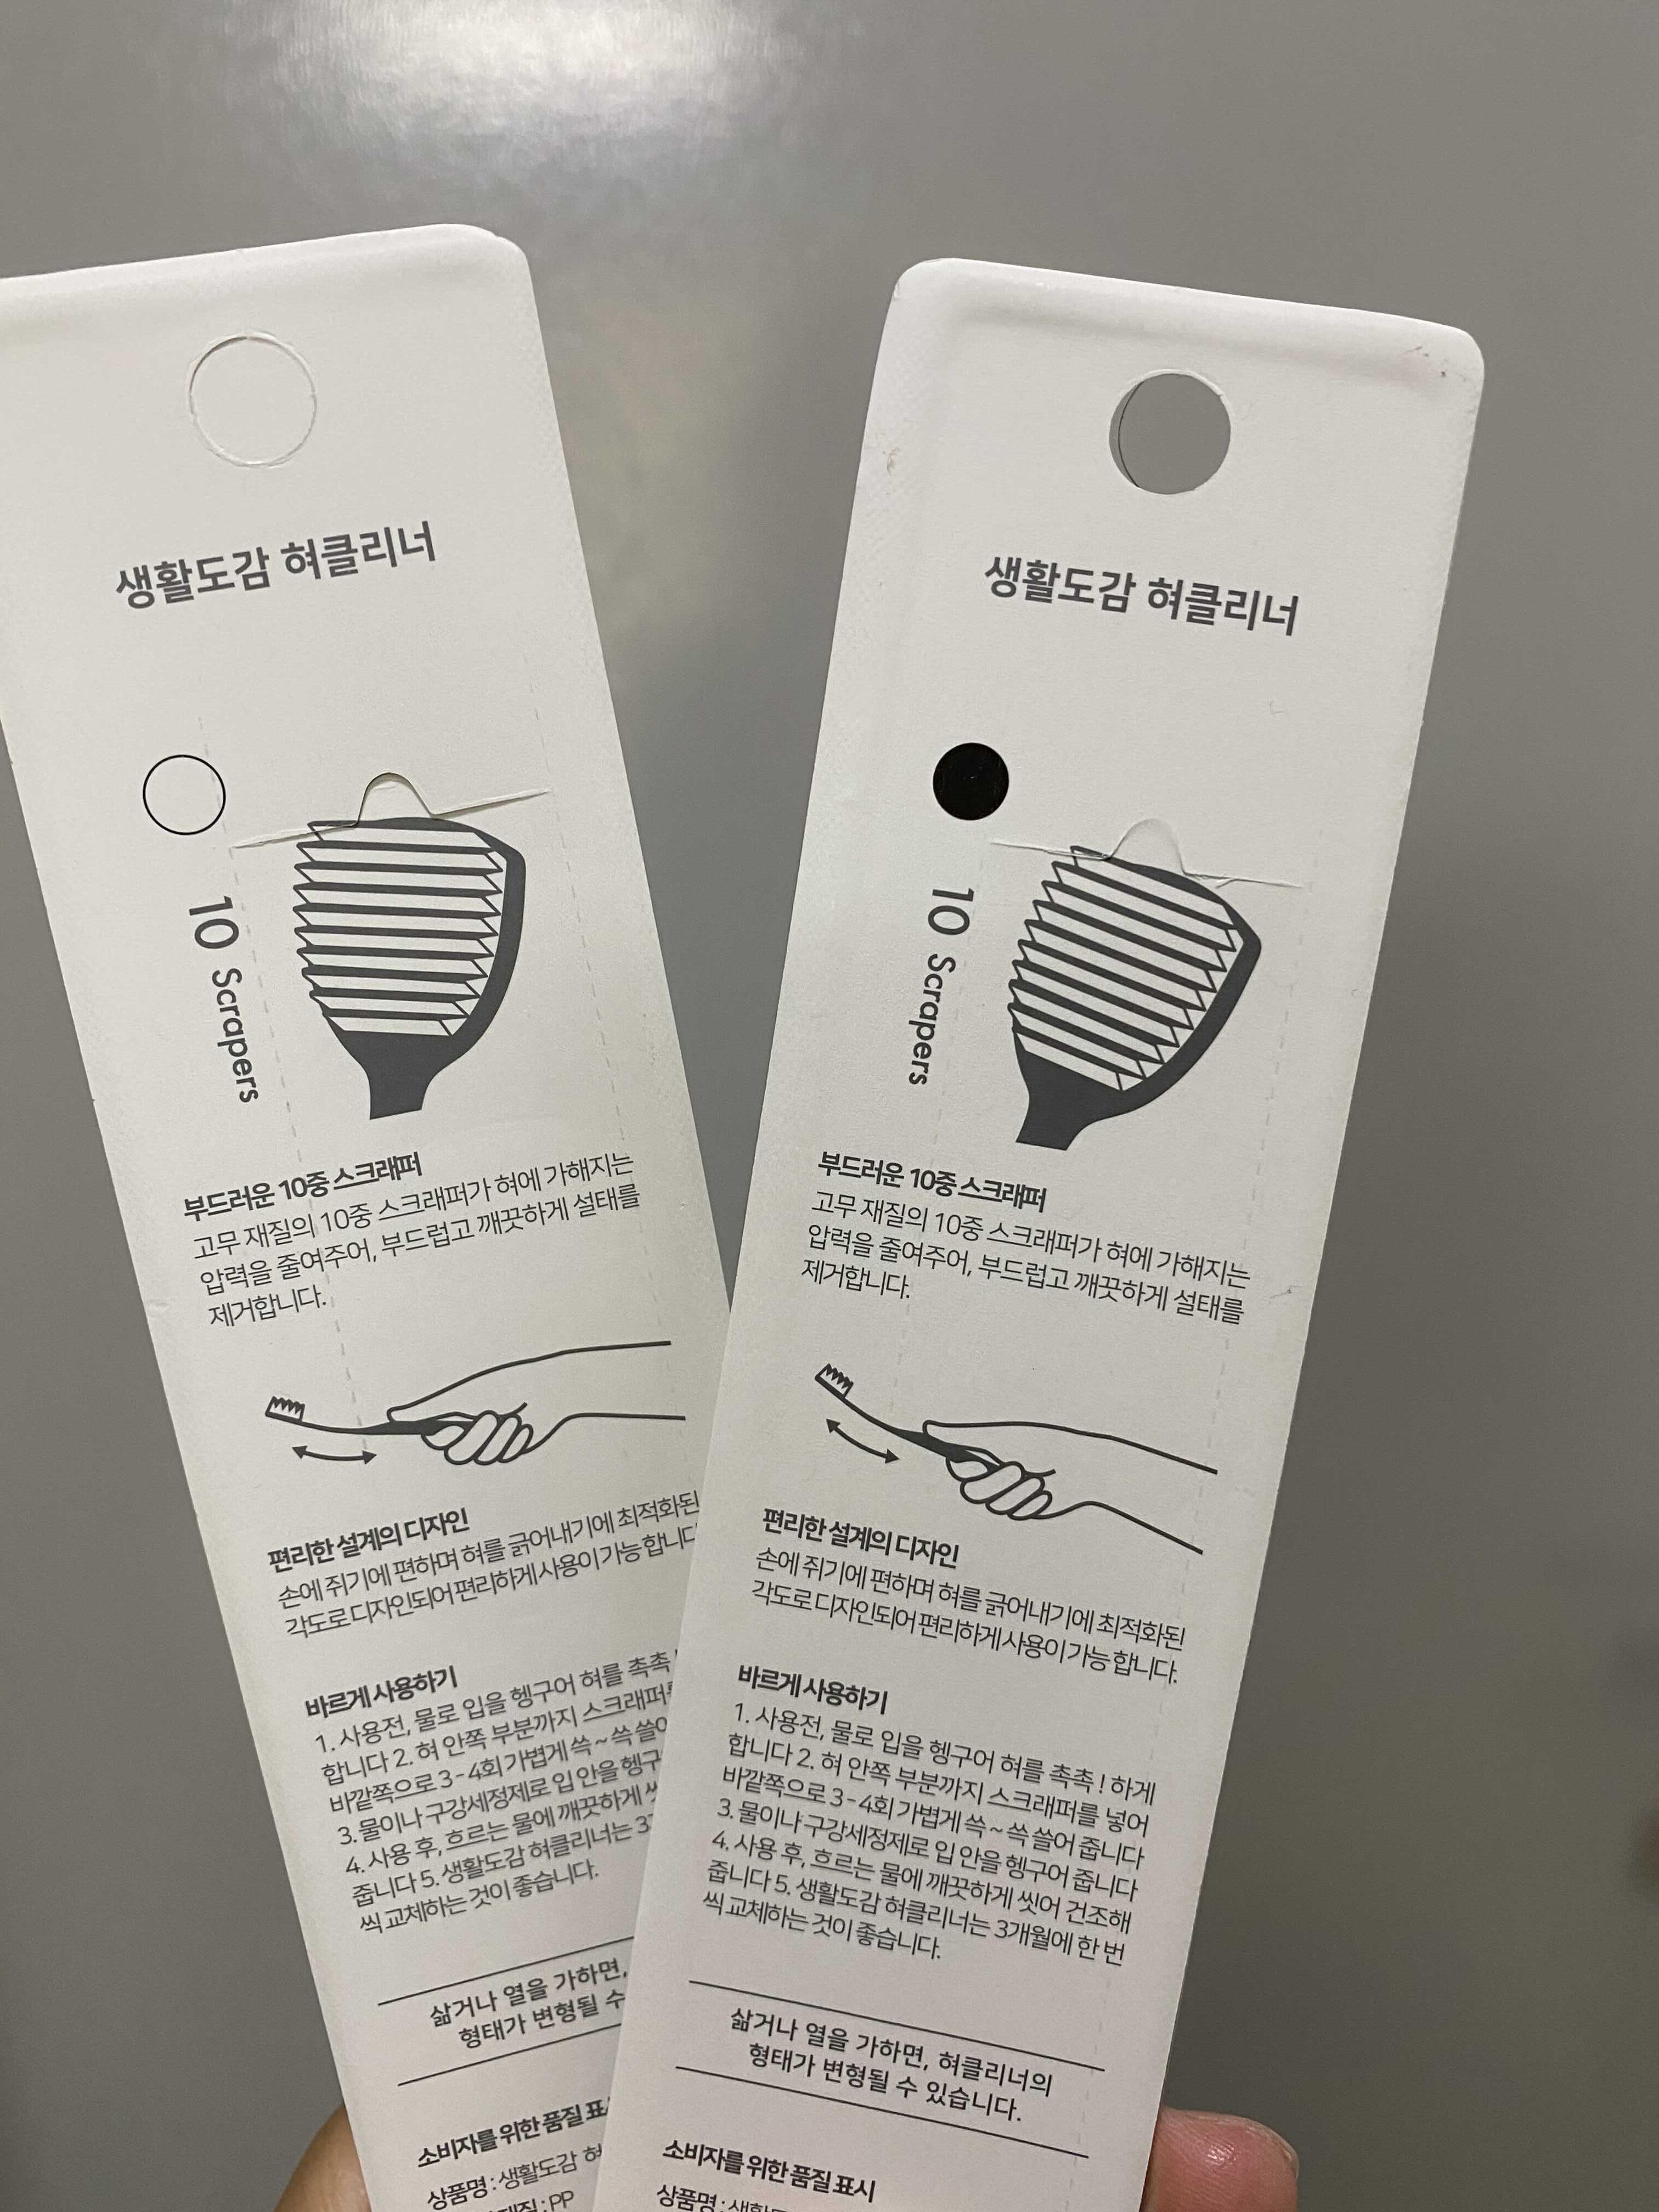 생활도감 혀클리너
10 Scrapers
부드러운 10중 스크래퍼
고무 재질의 10중 스크래퍼가 혀에 가해지는
압력을 줄여주어, 부드럽고 깨끗하게 설태를
제거합니다.
편리한 설계의 디자인
손에 쥐기에 편하며 혀를 긁어내기에 최적화된
각도로 디자인되어 편리하게 사용이 가능합니다
바르게 사용하기
1. 사용전, 물로 입을 헹구어 혀를 촉촉
합니다 2. 혀 안쪽 부분까지 스크래퍼를
바깥쪽으로 3-4회 가볍게 쓱~쓱 쓸어
3. 물이나 구강세정제로 입 안을 헹구
4. 사용 후, 흐르는 물에 깨끗하게
줍니다 5. 생활도감 혀클리너는 3
씩 교체하는 것이 좋습니다.
삶거나 열을 가하면,
형태가 변형될 수
소비자를 위한 품질 표
상품명 : 생활도감 혀
재질 : PP
생활도감 혀클리너
10 Scrapers
부드러운 10중 스크래퍼
고무 재질의 10중 스크래퍼가 혀에 가해지는
압력을 줄여주어, 부드럽고 깨끗하게 설태를
제거합니다.
편리한 설계의 디자인
손에 쥐기에 편하며 혀를 긁어내기에 최적화된
각도로 디자인되어 편리하게 사용이 가능 합니다.
바르게 사용하기
1. 사용전, 물로 입을 헹구어 혀를 촉촉 ! 하게
합니다 2. 혀 안쪽 부분까지 스크래퍼를 넣어
바깥쪽으로 3-4회 가볍게 쓱~쓱 쓸어 줍니다
3. 물이나 구강세정제로 입 안을 헹구어 줍니다
4. 사용 후, 흐르는 물에 깨끗하게 씻어 건조해
줍니다 5. 생활도감 혀클리너는 3개월에 한 번
씩 교체하는 것이 좋습니다.
삶거나 열을 가하면, 혀클리너의
형태가 변형될 수 있습니다.
소비자를 위한 품질 표시
상품명 : 생활